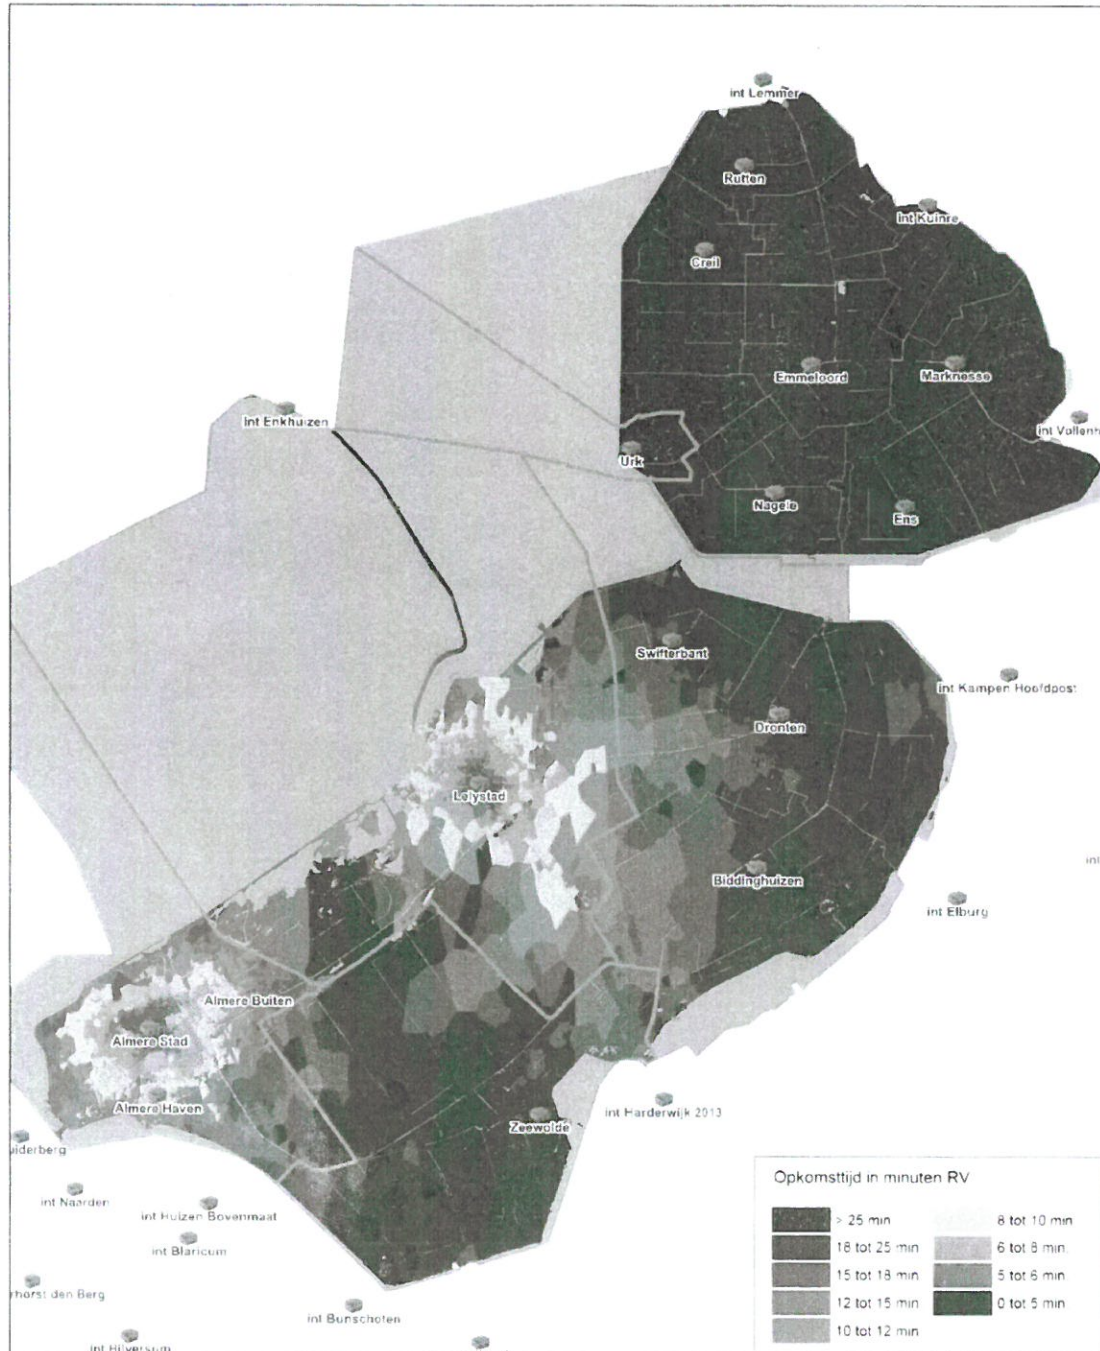 int Lemmer
Rutten
int Kuinre
Creil
Emmeloord
Marknesse
int Enkhuizen
int Vollenh
Urk
Nagele
Ens
Swifterbant
int Kampen Hoofdpost
Dronten
Lelystad
Biddinghuizen
int
int Elburg
Almere Buiten
Almere Stad
Almere Haven
int Harderwijk 2013
Zeewolde
uiderberg
int Naarden
int Huizen Bovenmaat
int Blaricum
rhorst den Berg
int Bunschoten
int Hilversum
Opkomsttijd in minuten RV
> 25 min
18 tot 25 min
15 tot 18 min
12 tot 15 min
10 tot 12 min
8 tot 10 min
6 tot 8 min
5 tot 6 min
0 tot 5 min